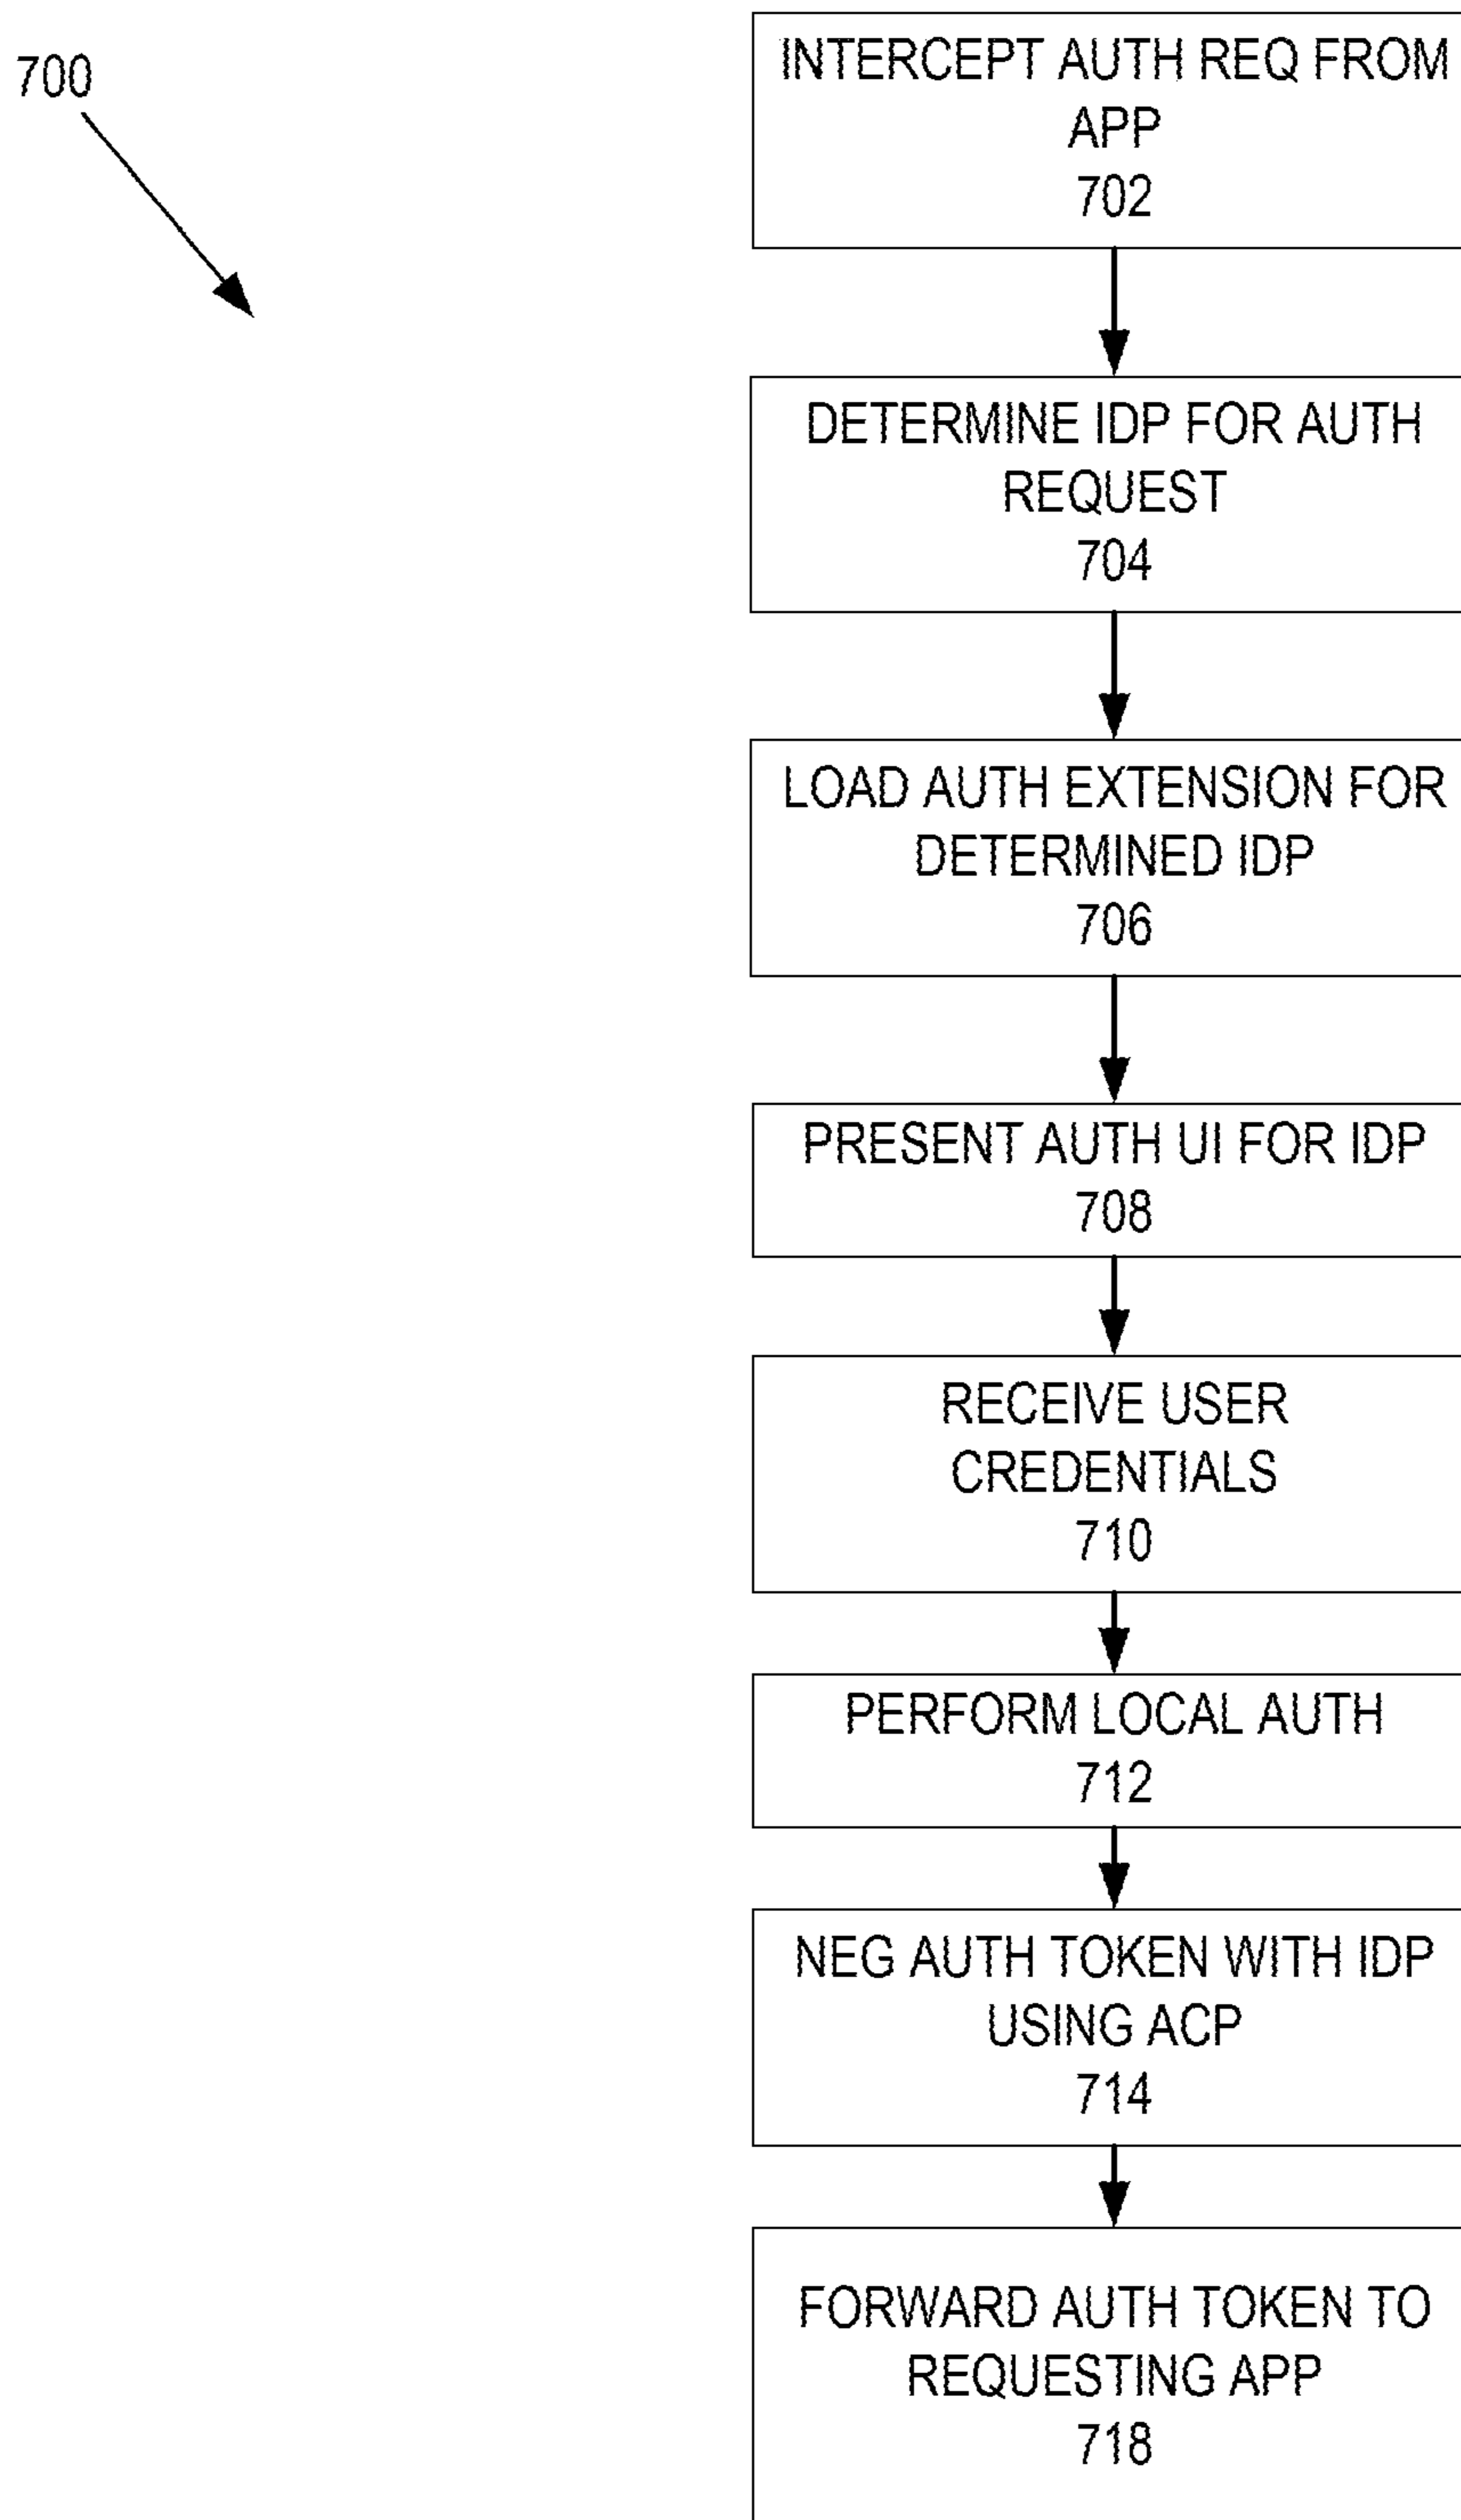 700
INTERCEPT AUTH REQ FROM
APP
702
DETERMINE IDP FOR AUTH
REQUEST
704
LOAD AUTH EXTENSION FOR
DETERMINED IDP
706
PRESENT AUTH UI FOR IDP
708
RECEIVE USER
CREDENTIALS
710
PERFORM LOCAL AUTH
712
NEG AUTH TOKEN WITH IDP
USING ACP
714
FORWARD AUTH TOKEN TO
REQUESTING APP
718